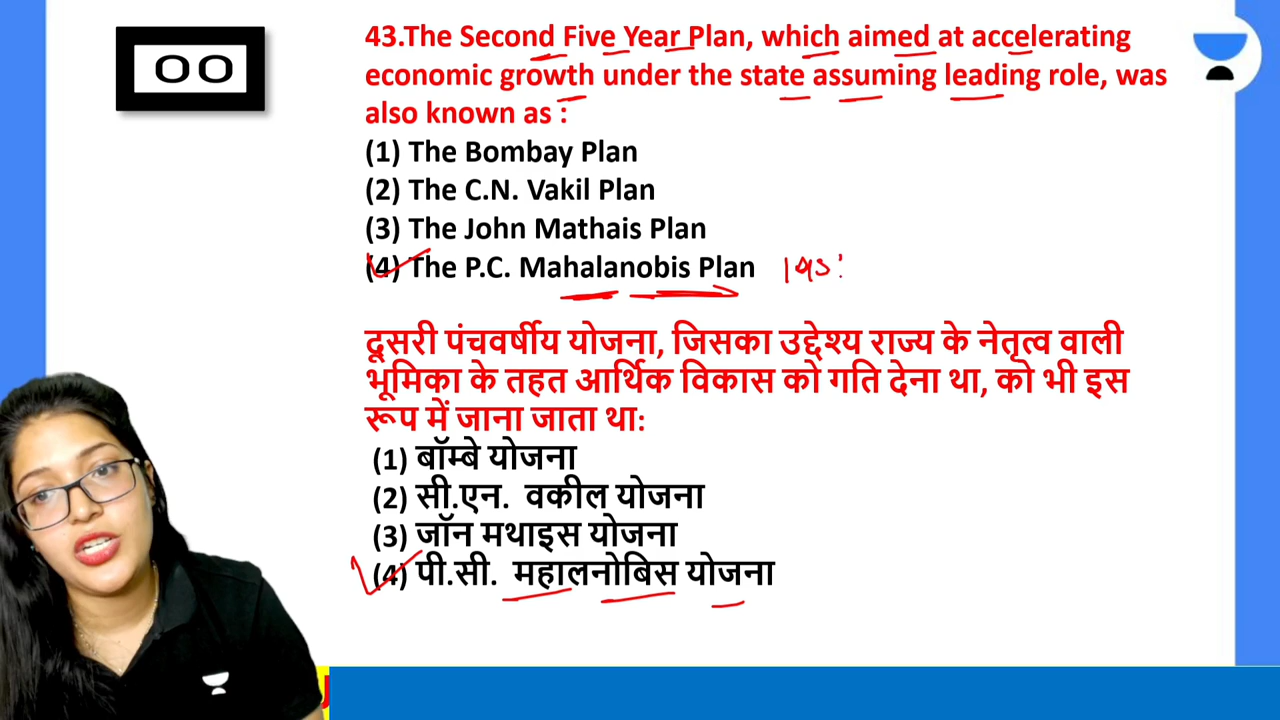 00
43.The Second Five Year Plan, which aimed at accelerating
economic growth under the state assuming leading role, was
also known as :
(1) The Bombay Plan
(2) The C.N. Vakil Plan
(3) The John Mathais Plan
(4) The P.C. Mahalanobis Plan
दूसरी पंचवर्षीय योजना, जिसका उद्देश्य राज्य के नेतृत्व वाली
भूमिका के तहत आर्थिक विकास को गति देना था, को भी इस
रूप में जाना जाता था:
(1) बॉम्बे योजना
(2) सी.एन. वकील योजना
(3) जॉन मथाइस योजना
(4) पी.सी. महालनोबिस योजना